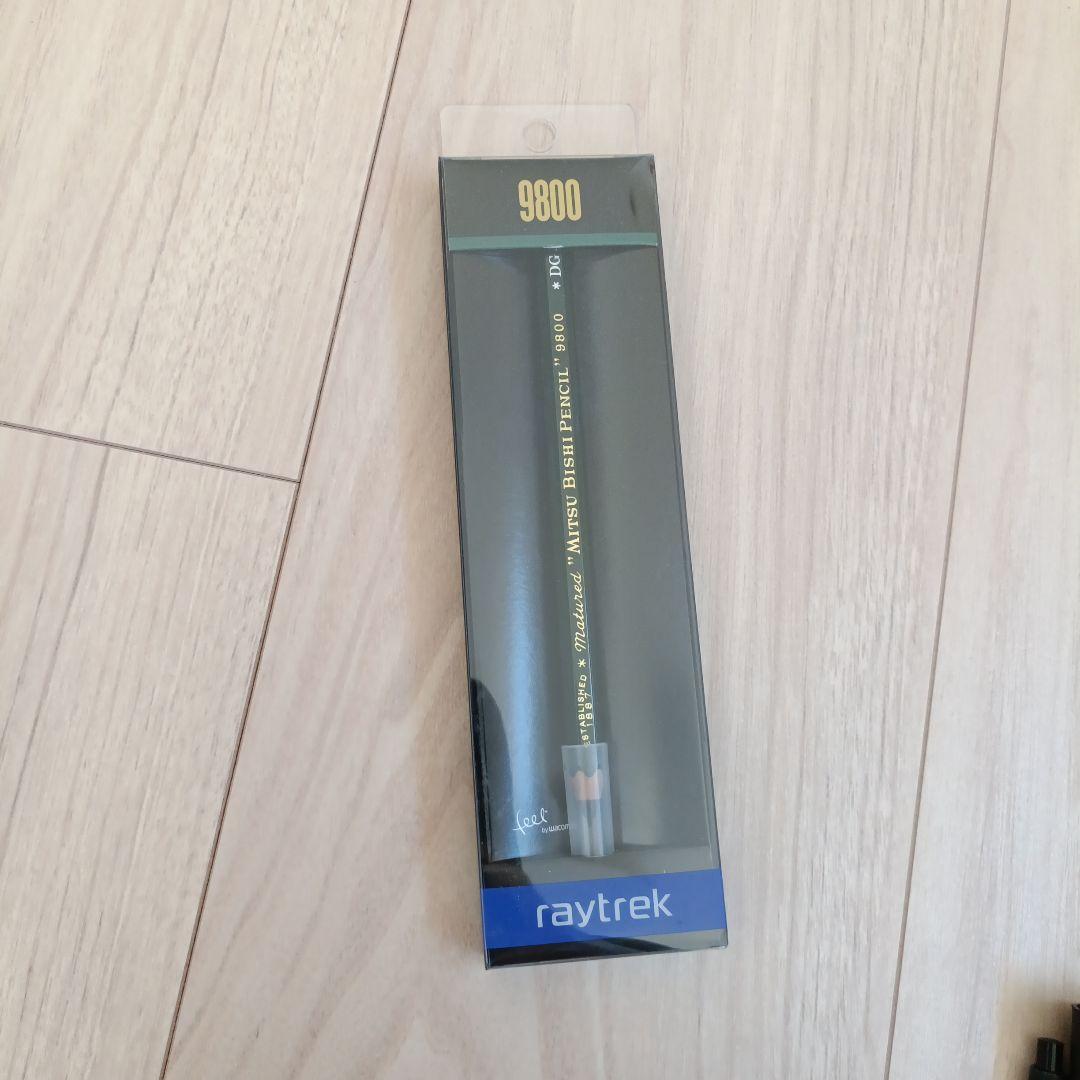 9800
ESTABLISHED
1887
* Matured "MITSU BISHI PENCIL" 9800 * DG
feel
by wacom
raytrek